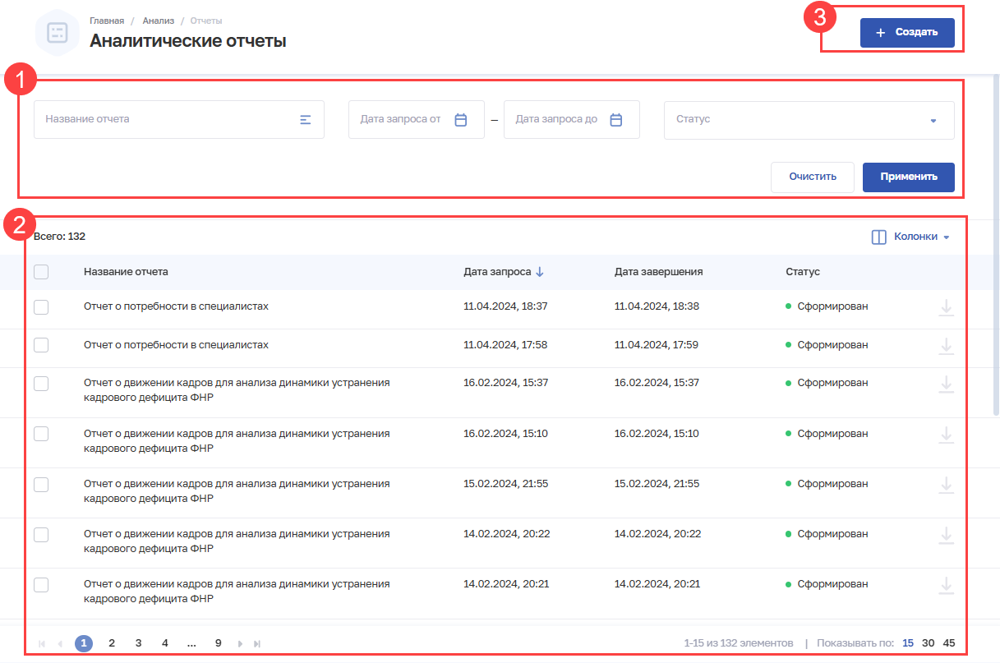 Главная / Анализ / Отчеты
Аналитические отчеты
3
+ Создать
1
Название отчета
Дата запроса от
–
Дата запроса до
Статус
Очистить
Применить
2
Всего: 132
Колонки
Название отчета Дата запроса Дата завершения Статус
Отчет о потребности в специалистах 11.04.2024, 18:37 11.04.2024, 18:38 Сформирован
Отчет о потребности в специалистах 11.04.2024, 17:58 11.04.2024, 17:59 Сформирован
Отчет о движении кадров для анализа динамики устранения 16.02.2024, 15:37 16.02.2024, 15:37 Сформирован
кадрового дефицита ФНР
Отчет о движении кадров для анализа динамики устранения 16.02.2024, 15:10 16.02.2024, 15:10 Сформирован
кадрового дефицита ФНР
Отчет о движении кадров для анализа динамики устранения 15.02.2024, 21:55 15.02.2024, 21:55 Сформирован
кадрового дефицита ФНР
Отчет о движении кадров для анализа динамики устранения 14.02.2024, 20:22 14.02.2024, 20:22 Сформирован
кадрового дефицита ФНР
Отчет о движении кадров для анализа динамики устранения 14.02.2024, 20:21 14.02.2024, 20:21 Сформирован
кадрового дефицита ФНР
1 2 3 4 ... 9 1-15 из 132 элементов | Показывать по: 15 30 45